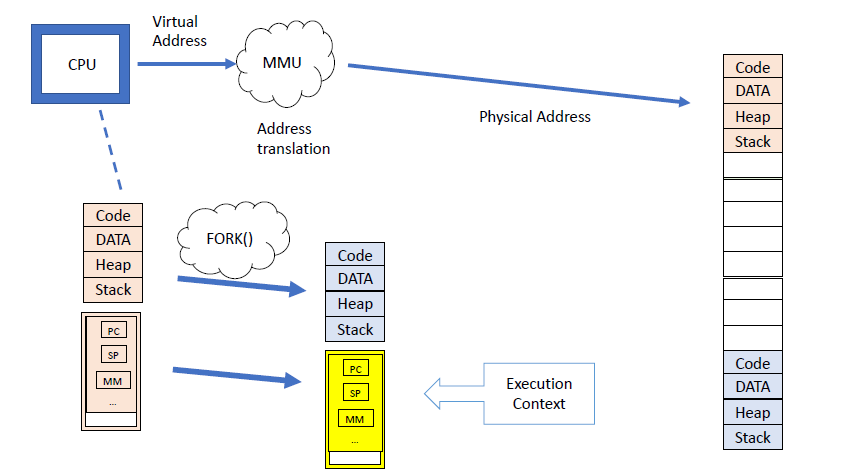 Virtual
Address
CPU
MMU
Address
translation
Physical Address
Code
DATA
Heap
Stack
Code
DATA
Heap
Stack
FORK()
Code
DATA
Heap
Stack
PC
SP
MM
...
PC
SP
MM
...
Execution
Context
Code
DATA
Heap
Stack